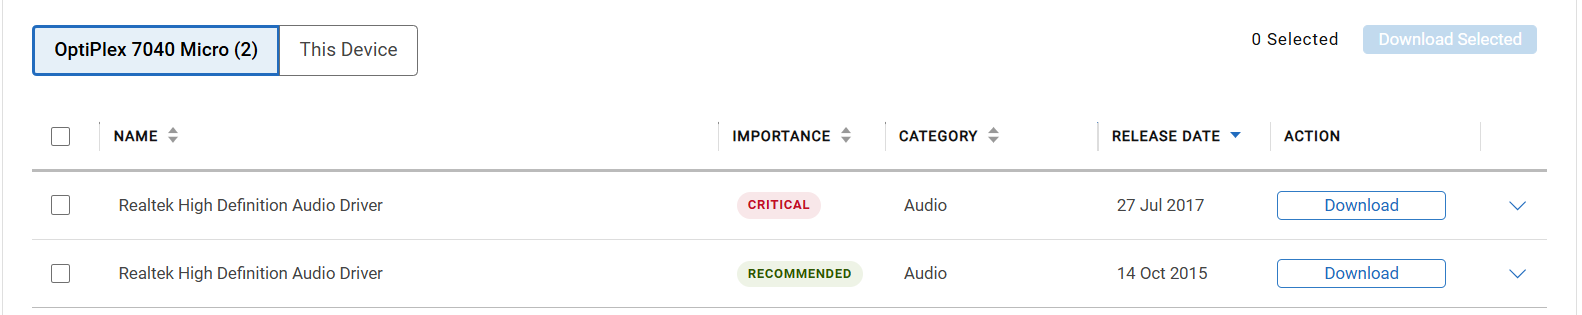 OptiPlex 7040 Micro (2) This Device 0 Selected Download Selected
NAME IMPORTANCE CATEGORY RELEASE DATE ACTION
Realtek High Definition Audio Driver CRITICAL Audio 27 Jul 2017 Download
Realtek High Definition Audio Driver RECOMMENDED Audio 14 Oct 2015 Download